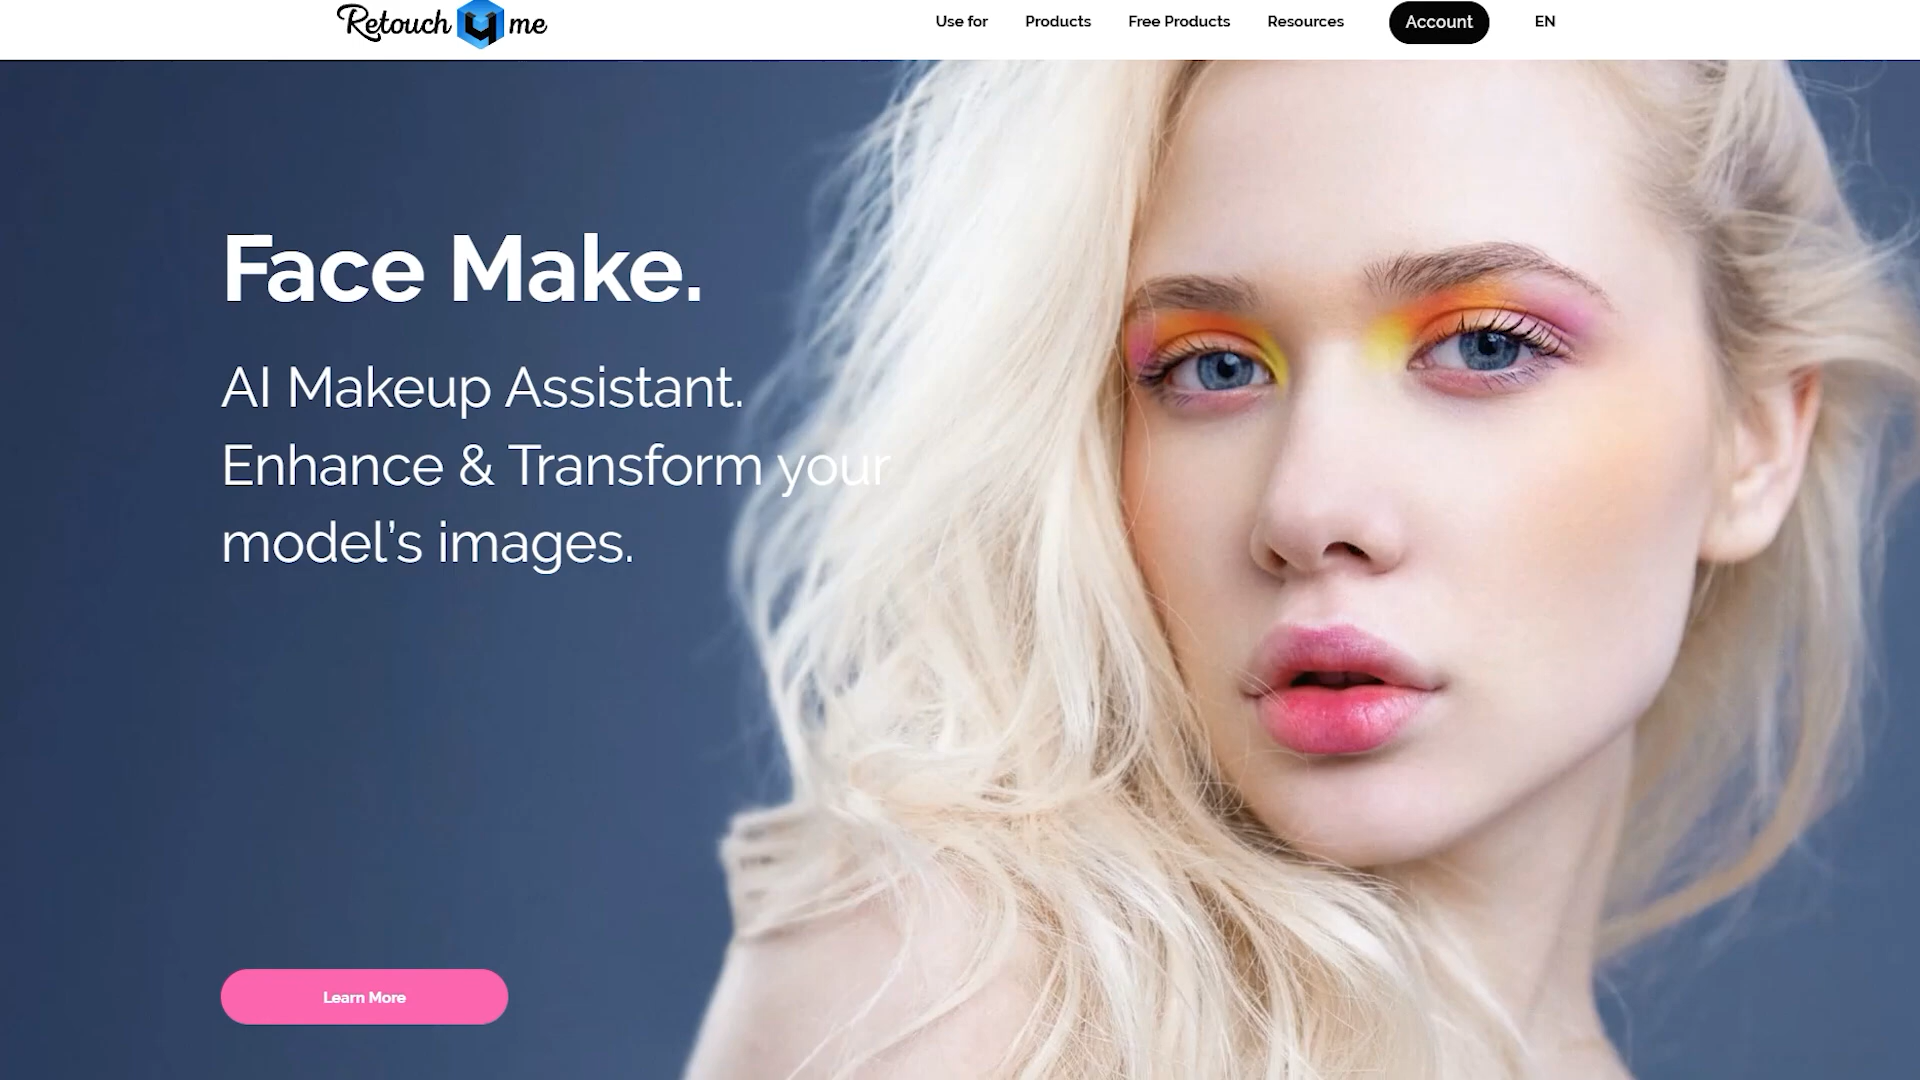 Retouch 4 me
Use for
Products
Free Products
Resources
Account
EN
Face Make.
AI Makeup Assistant.
Enhance & Transform your
model’s images.
Learn More